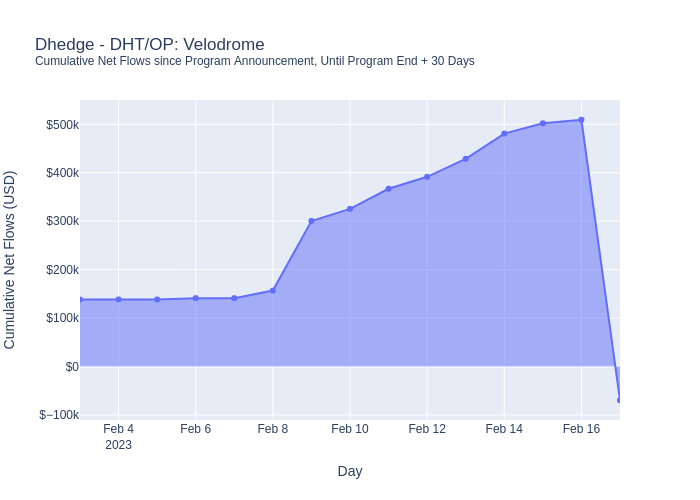 Dhedge - DHT/OP: Velodrome
Cumulative Net Flows since Program Announcement, Until Program End + 30 Days
Cumulative Net Flows (USD)
$500k
$400k
$300k
$200k
$100k
$0
$−100k
Feb 4 Feb 6 Feb 8 Feb 10 Feb 12 Feb 14 Feb 16
2023
Day